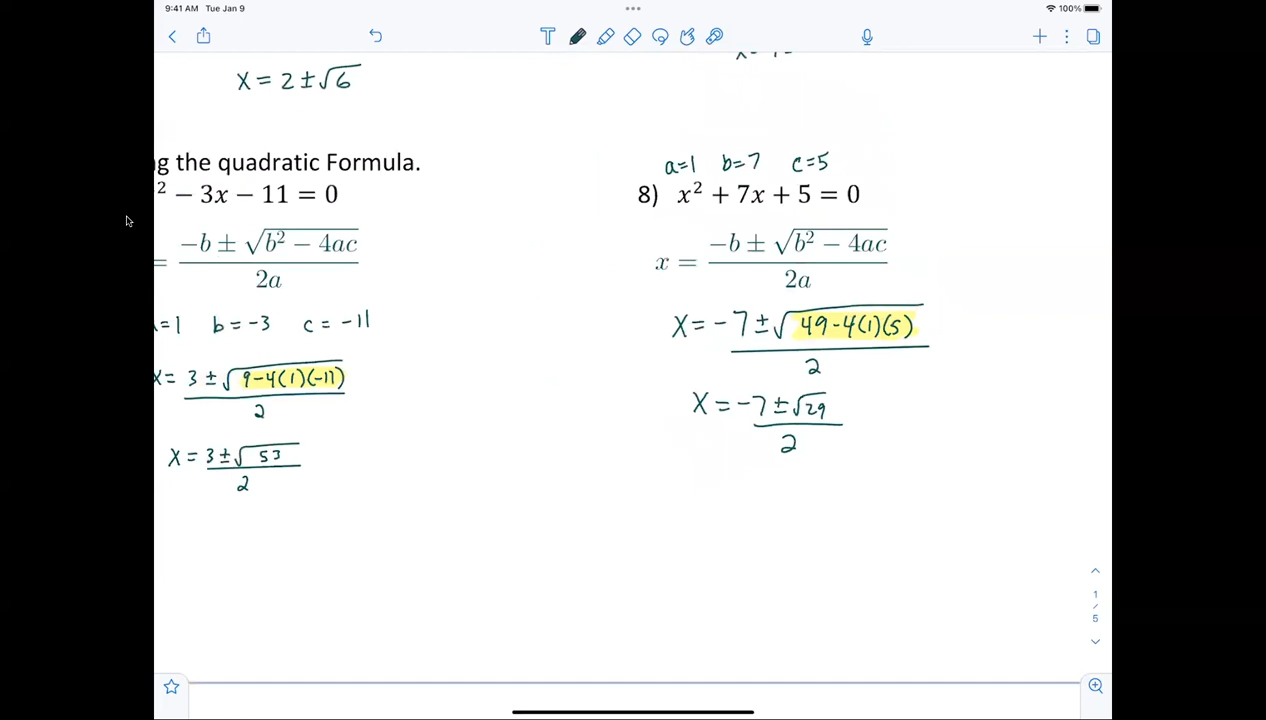 9:41 AM Tue Jan 9
100%
X = 2 ± √6
g the quadratic Formula.
² − 3x − 11 = 0
= (−b ± √(b² − 4ac)) / 2a
=1 b = -3 c = -11
X = (3 ± √(9-4(1)(-11))) / 2
X = (3 ± √53) / 2
a=1 b=7 c=5
8) x² + 7x + 5 = 0
x = (−b ± √(b² − 4ac)) / 2a
X = (-7 ± √(49-4(1)(5))) / 2
X = (-7 ± √29) / 2
1
/
5